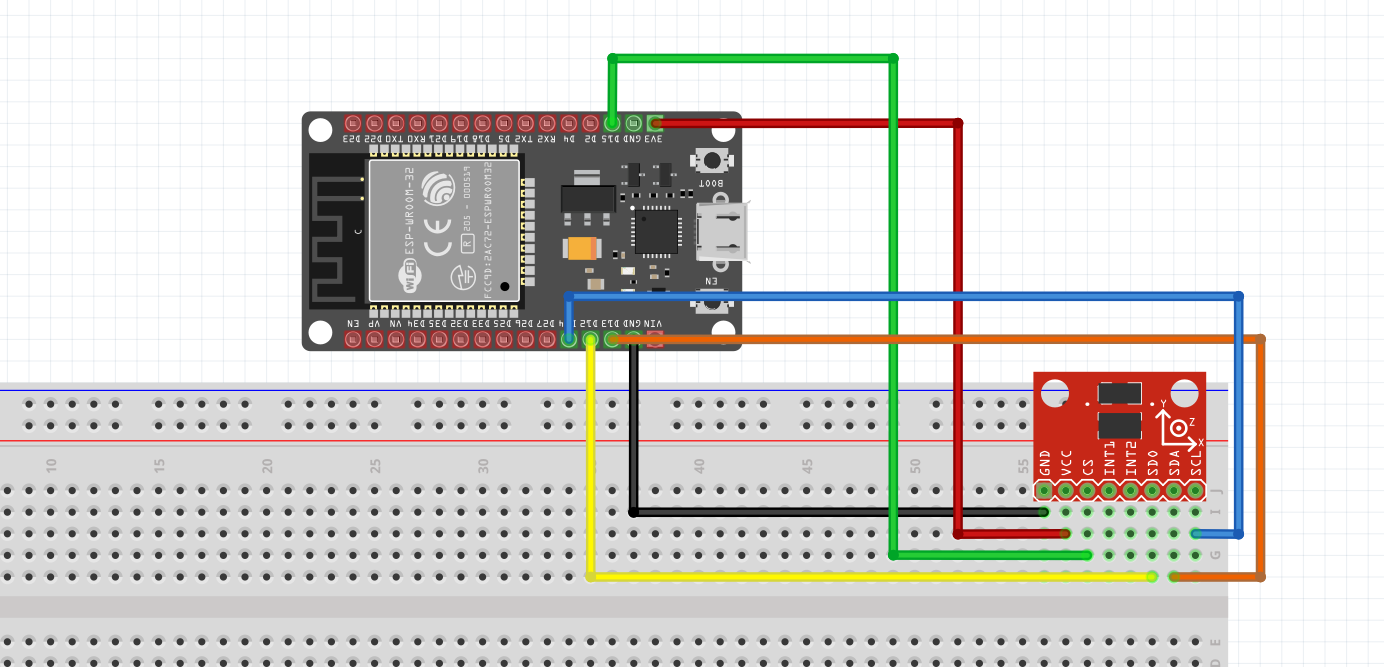 D23 D22 TX0 RX0 D21 D19 D18 D5 TX2 RX2 D4 D2 D15 GND 3V3
BOOT
ESP-WROOM-32
CE
R
205 - 000519
FCC ID:2AC7Z-ESPWROOM32
WiFi
C
EN
EN VP VN D34 D35 D32 D33 D25 D26 D27 D12 D13 GND VIN
Y
Z
X
GND VCC CS INT1 INT2 SDO SDA SCL
10 15 20 25 30 40 45 50 55
J
I
G
E
D